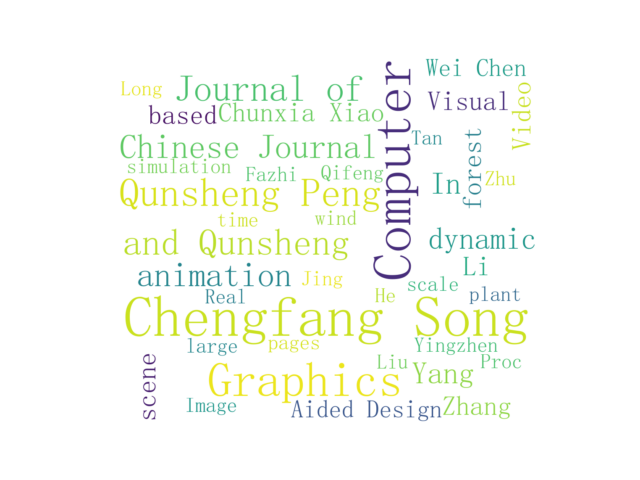 Wei Chen
Long
Journal of
Computer
Visual
Video
based
Chunxia Xiao
Chinese Journal
Tan
forest
simulation
Fazhi
Qifeng
In
Zhu
Qunsheng Peng
time
wind
and Qunsheng
dynamic
animation
Jing
Li
scale
Real
He
plant
Chengfang Song
large
pages
Yingzhen
scene
Liu
Proc
Graphics
Yang
Image
Aided Design
Zhang